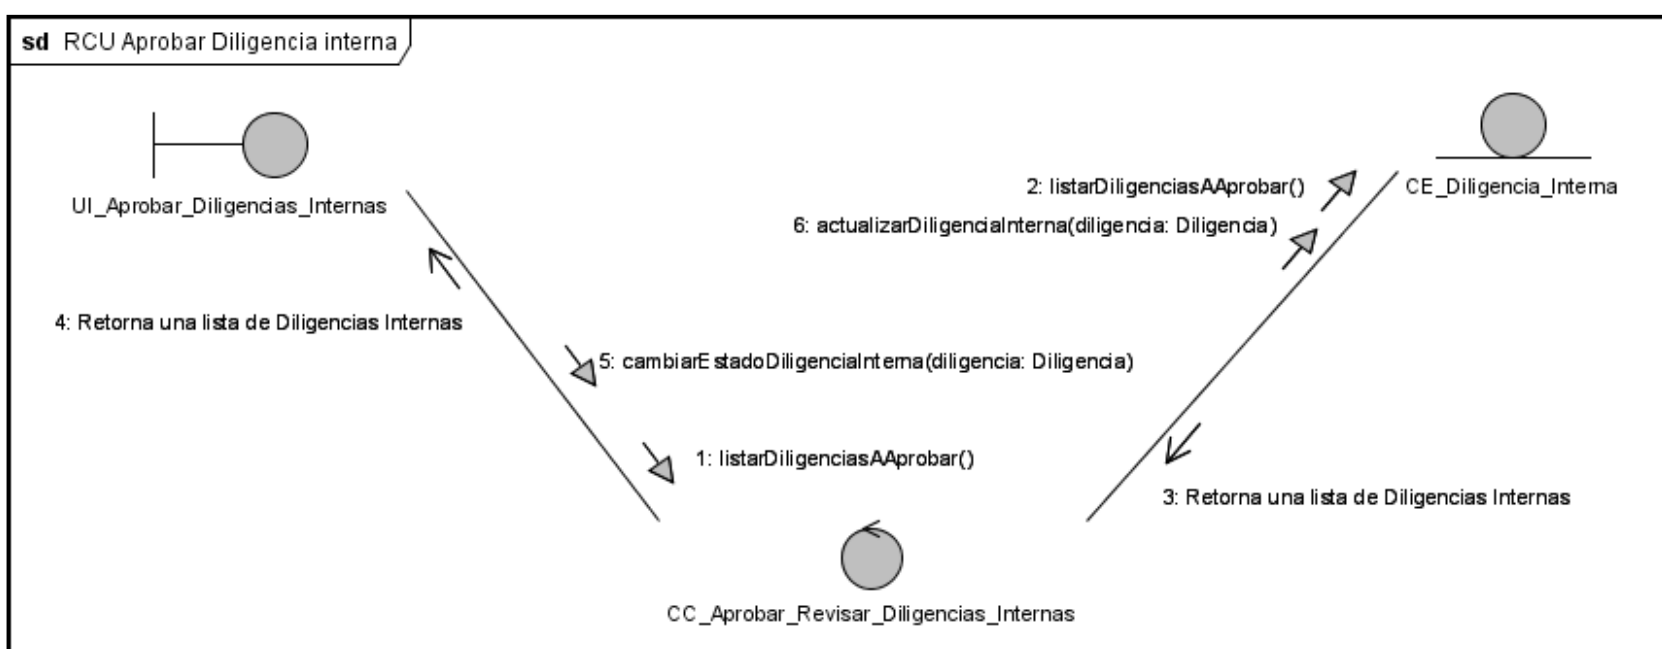 sd RCU Aprobar Diligencia interna
UI_Aprobar_Diligencias_Internas
2: listarDiligenciasAAprobar()
CE_Diligencia_Interna
6: actualizarDiligenciaInterna(diligencia: Diligencia)
4: Retorna una lista de Diligencias Internas
5: cambiarEstadoDiligenciaInterna(diligencia: Diligencia)
1: listarDiligenciasAAprobar()
3: Retorna una lista de Diligencias Internas
CC_Aprobar_Revisar_Diligencias_Internas